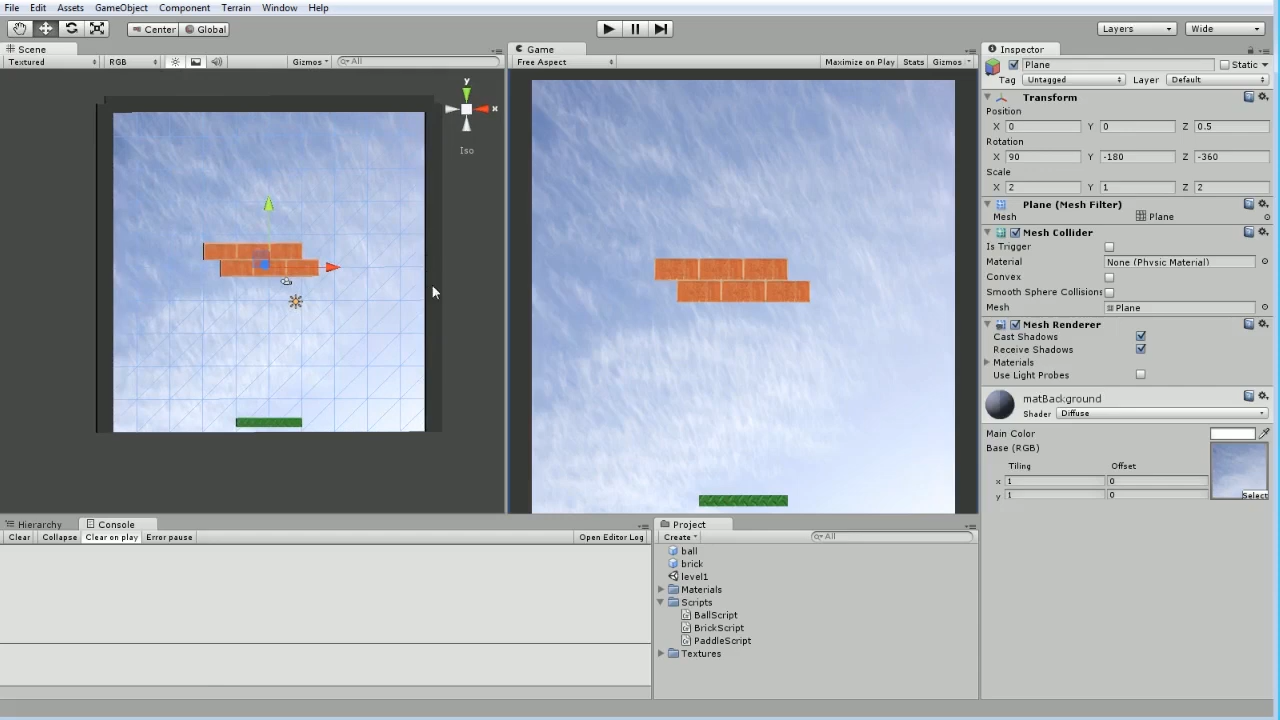 File Edit Assets GameObject Component Terrain Window Help
Center Global Layers Wide
Scene Game Inspector
Textured RGB Gizmos All Free Aspect Maximize on Play Stats Gizmos
Plane Static
Tag Untagged Layer Default
Transform
Position
X 0 Y 0 Z 0.5
Rotation
X 90 Y -180 Z -360
Scale
X 2 Y 1 Z 2
Plane (Mesh Filter)
Mesh Plane
Mesh Collider
Is Trigger
Material None (Physic Material)
Convex
Smooth Sphere Collisions
Mesh Plane
Mesh Renderer
Cast Shadows
Receive Shadows
Materials
Use Light Probes
matBackground
Shader Diffuse
Main Color
Base (RGB)
Tiling Offset
x 1 0
y 1 0
Select
y
x
Iso
Hierarchy Console Project
Clear Collapse Clear on play Error pause Open Editor Log Create All
ball
brick
level1
Materials
Scripts
BallScript
BrickScript
PaddleScript
Textures